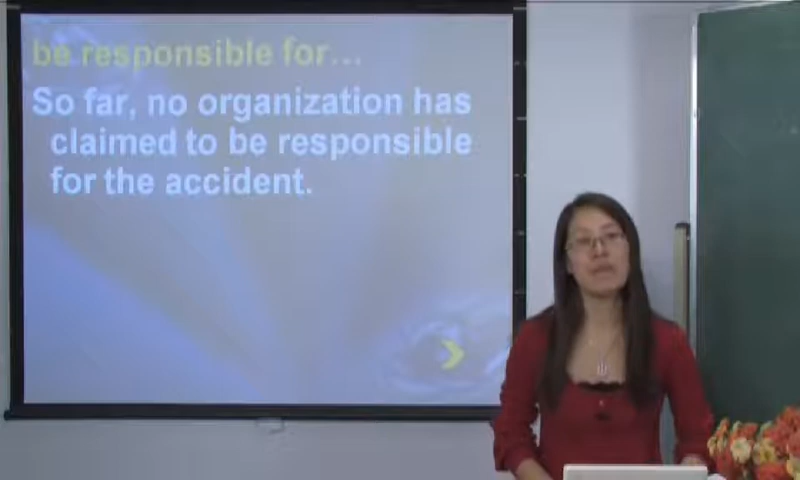 be responsible for...
So far, no organization has
claimed to be responsible
for the accident.